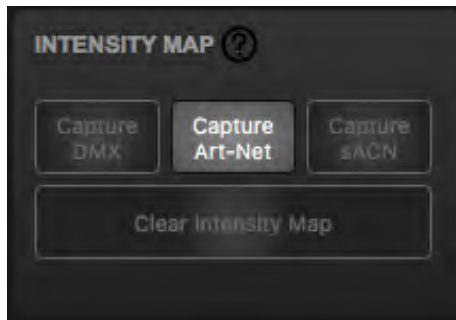 INTENSITY MAP ?
Capture Capture Capture
DMX Art-Net sACN
Clear Intensity Map